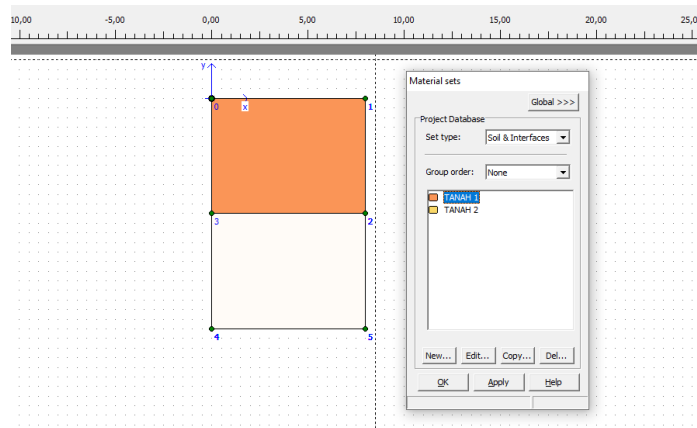 10,00 -5,00 0,00 5,00 10,00 15,00 20,00 25,0
y
0 x 1
3 2
4 5
Material sets
Global >>>
Project Database
Set type: Soil & Interfaces
Group order: None
TANAH 1
TANAH 2
New... Edit... Copy... Del...
OK Apply Help